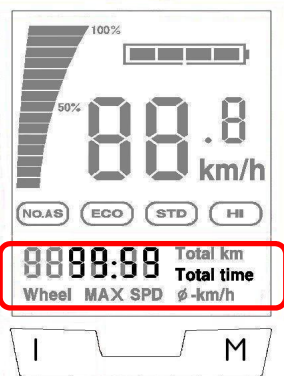 100%
50%
88.8
km/h
NO.AS ECO STD HI
8888:68 Total km
Total time
Wheel MAX SPD ø-km/h
I M